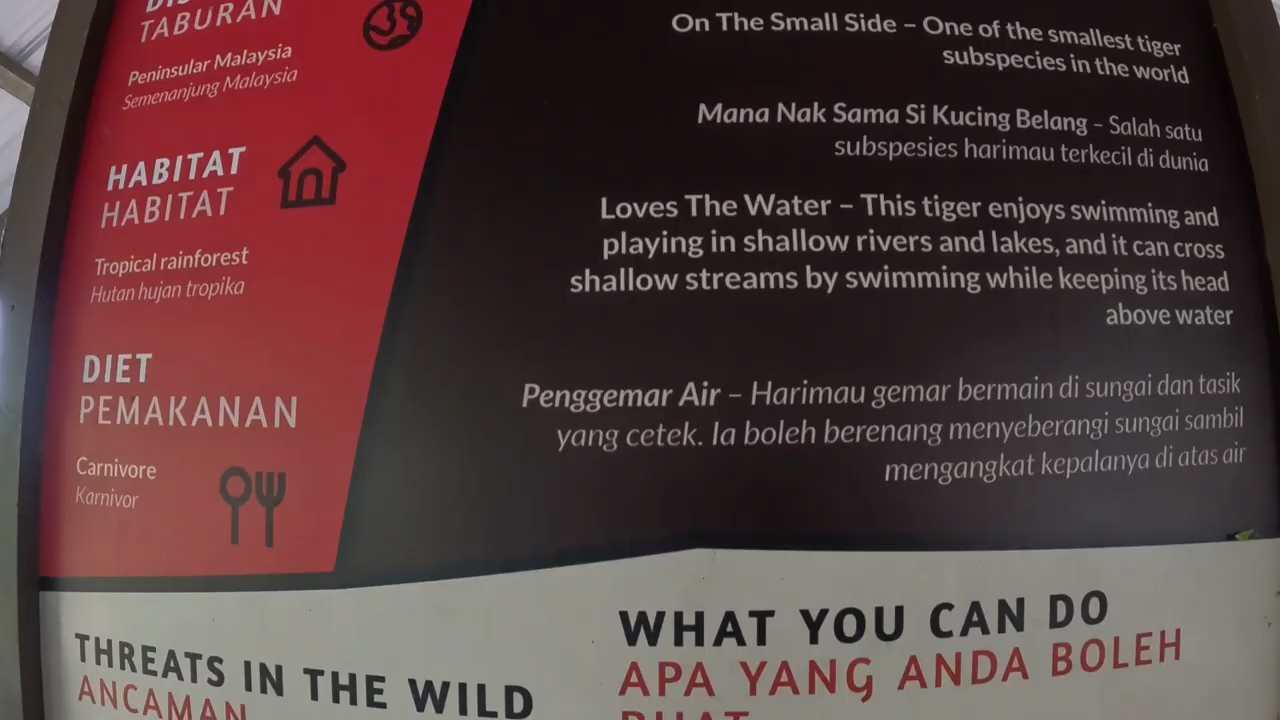 TABURAN
Peninsular Malaysia
Semenanjung Malaysia
HABITAT
HABITAT
Tropical rainforest
Hutan hujan tropika
DIET
PEMAKANAN
Carnivore
Karnivor
On The Small Side – One of the smallest tiger
subspecies in the world
Mana Nak Sama Si Kucing Belang – Salah satu
subspesies harimau terkecil di dunia
Loves The Water – This tiger enjoys swimming and
playing in shallow rivers and lakes, and it can cross
shallow streams by swimming while keeping its head
above water
Penggemar Air – Harimau gemar bermain di sungai dan tasik
yang cetek. Ia boleh berenang menyeberangi sungai sambil
mengangkat kepalanya di atas air
THREATS IN THE WILD
ANCAMAN
WHAT YOU CAN DO
APA YANG ANDA BOLEH